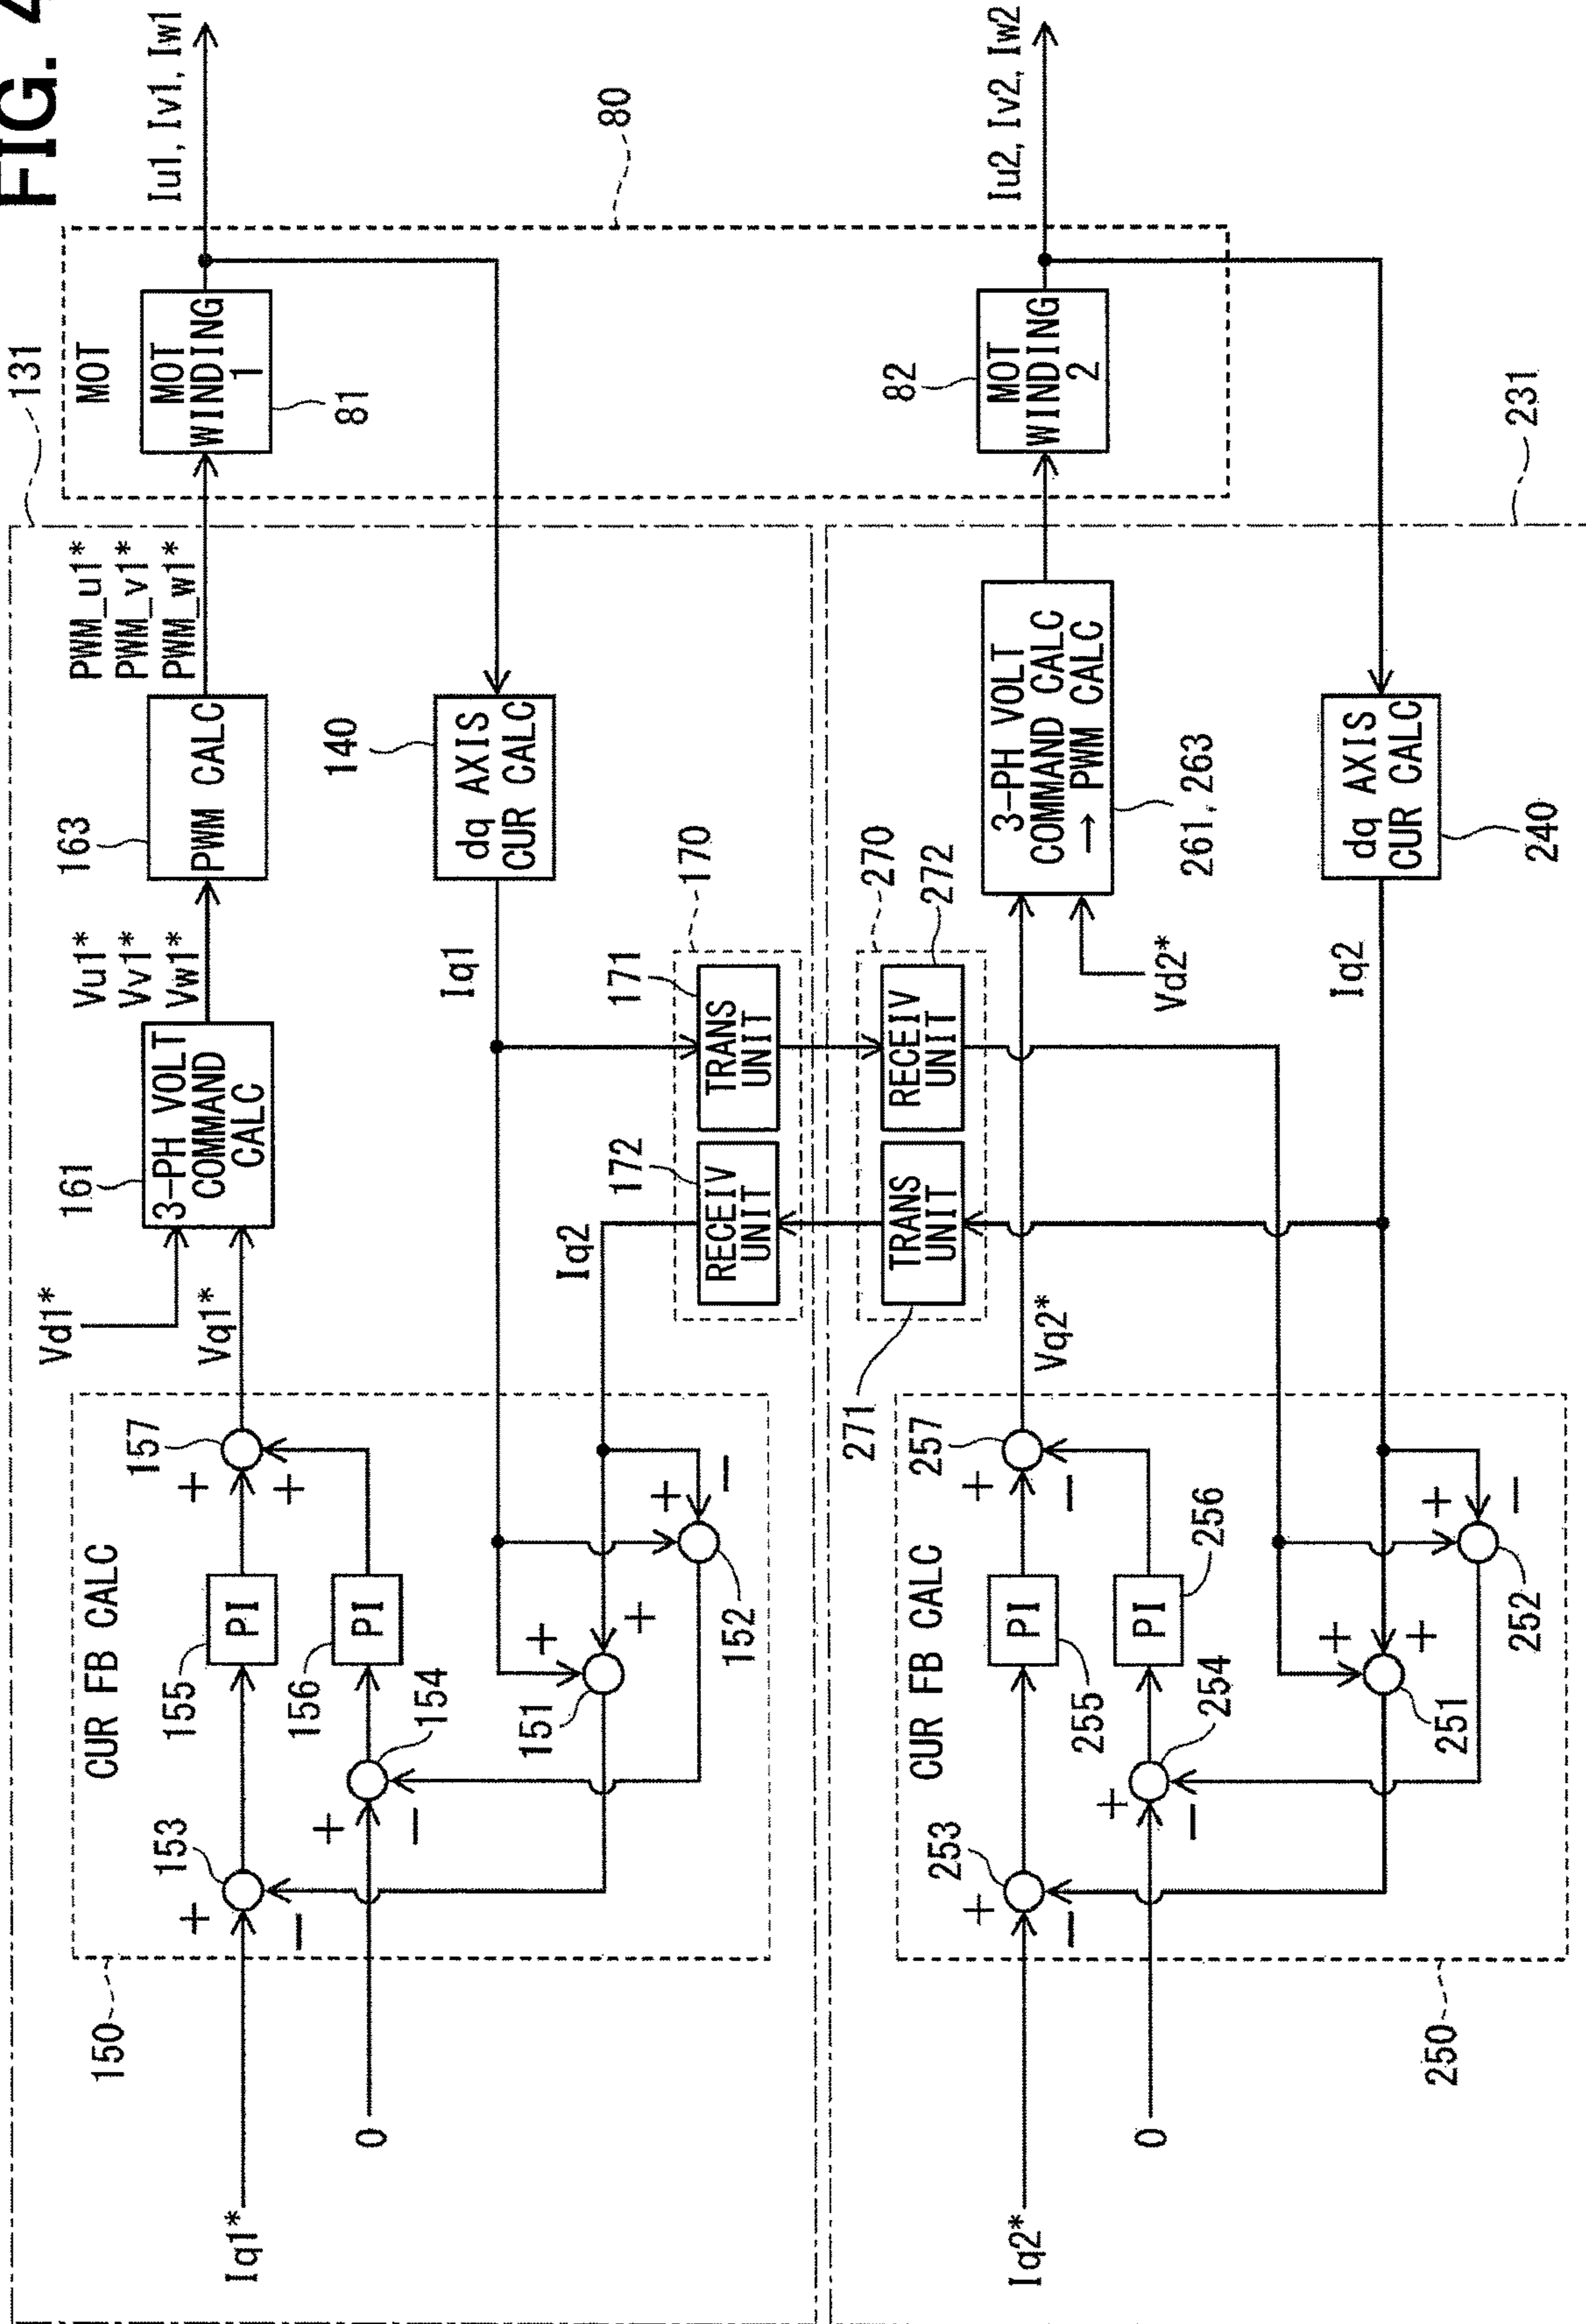 FIG. 4
131
Iq1*
0
150
CUR FB CALC
153
+
−
155
PI
+
−
154
156
PI
157
+
+
151
+
+
152
+
−
Vd1*
Vq1*
161
3-PH VOLT
COMMAND
CALC
Vu1*
Vv1*
Vw1*
163
PWM CALC
PWM_u1*
PWM_v1*
PWM_w1*
Iq1
Iq2
140
dq AXIS
CUR CALC
170
172
RECEIV
UNIT
171
TRANS
UNIT
MOT
MOT
WINDING
1
81
80
Iu1, Iv1, Iw1
231
Iq2*
0
250
CUR FB CALC
253
+
−
255
PI
+
−
254
256
PI
257
+
−
251
+
+
252
+
−
Vq2*
Vd2*
270
271
TRANS
UNIT
272
RECEIV
UNIT
3-PH VOLT
COMMAND CALC
→ PWM CALC
261, 263
Iq2
dq AXIS
CUR CALC
240
82
MOT
WINDING
2
Iu2, Iv2, Iw2